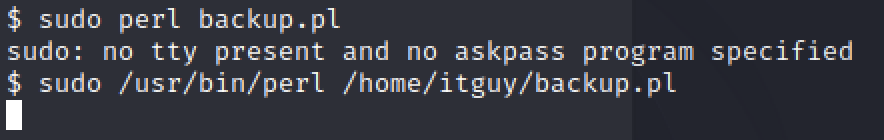 $ sudo perl backup.pl
sudo: no tty present and no askpass program specified
$ sudo /usr/bin/perl /home/itguy/backup.pl